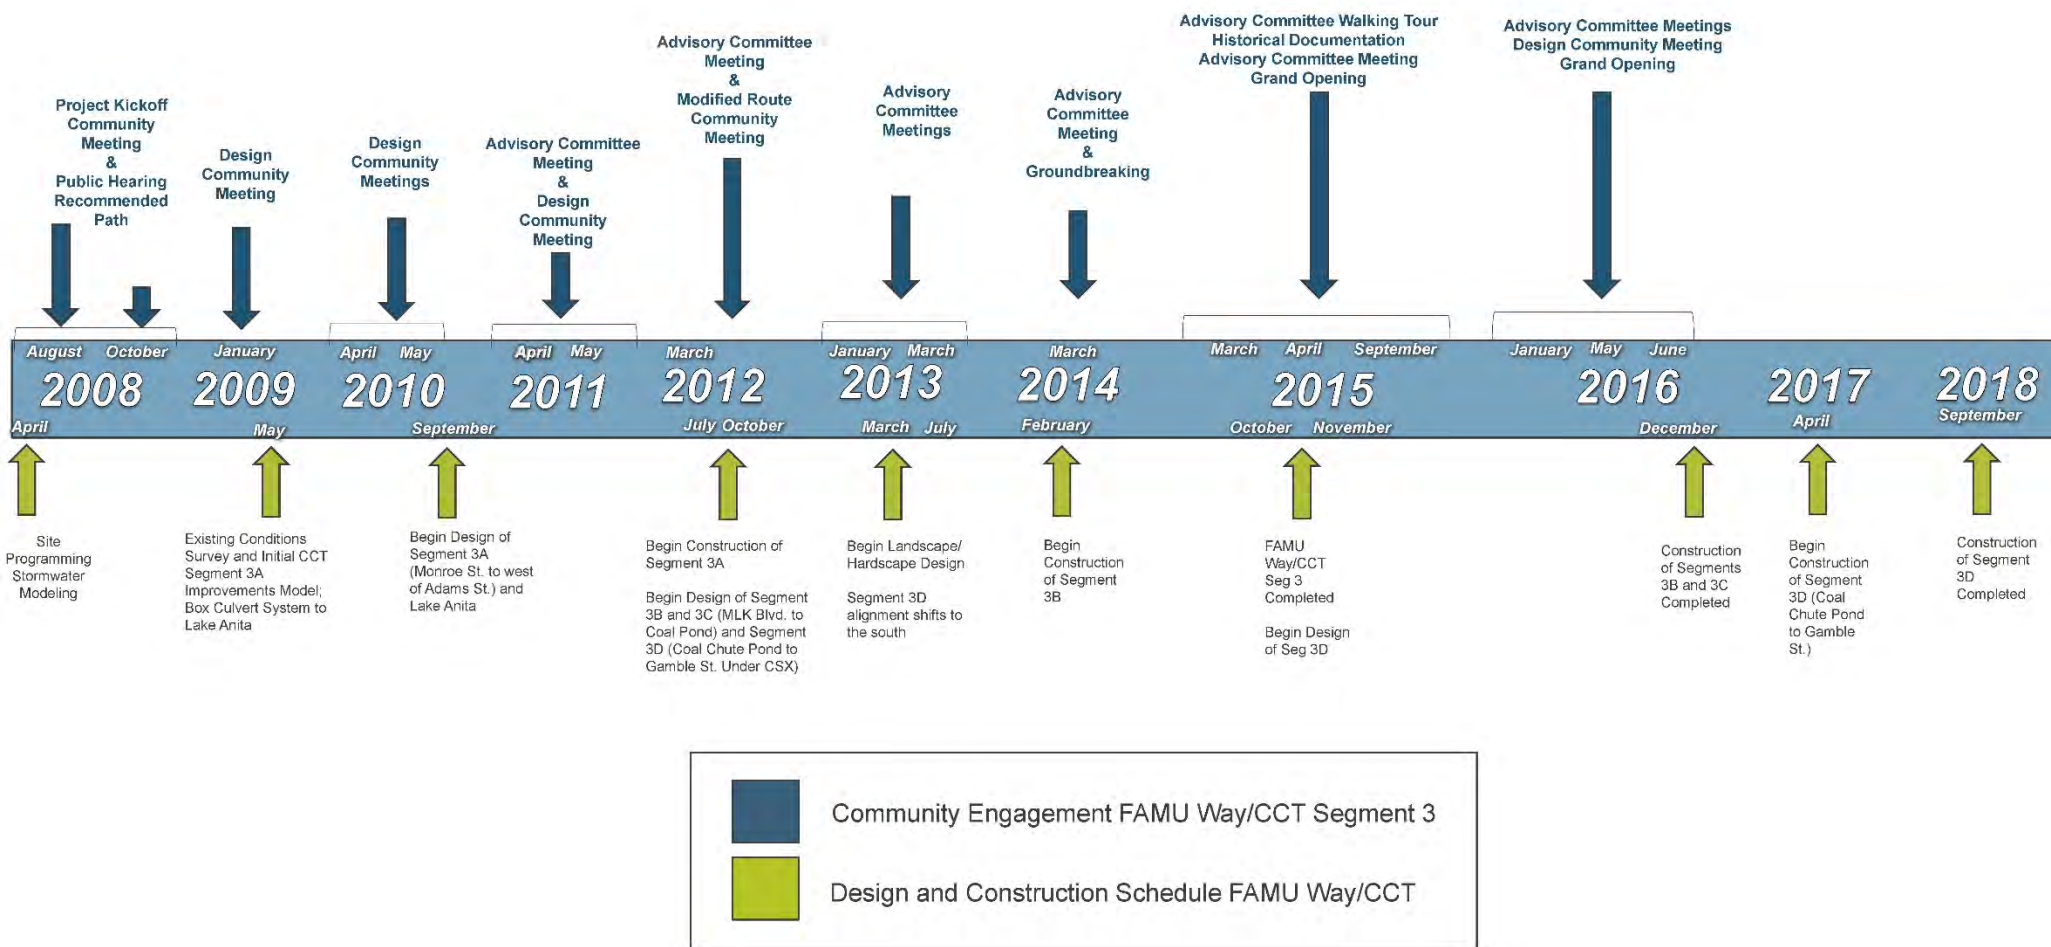 Project Kickoff
Community
Meeting
&
Public Hearing
Recommended
Path
Design
Community
Meeting
Design
Community
Meetings
Advisory Committee
Meeting
&
Design
Community
Meeting
Advisory Committee
Meeting
&
Modified Route
Community
Meeting
Advisory
Committee
Meetings
Advisory
Committee
Meeting
&
Groundbreaking
Advisory Committee Walking Tour
Historical Documentation
Advisory Committee Meeting
Grand Opening
Advisory Committee Meetings
Design Community Meeting
Grand Opening
August October
2008
April
January
2009
May
April May
2010
September
April May
2011
March
2012
July October
January March
2013
March July
March
2014
February
March April September
2015
October November
January May June
2016
December
2017
April
2018
September
Site
Programming
Stormwater
Modeling
Existing Conditions
Survey and Initial CCT
Segment 3A
Improvements Model;
Box Culvert System to
Lake Anita
Begin Design of
Segment 3A
(Monroe St. to west
of Adams St.) and
Lake Anita
Begin Construction of
Segment 3A
Begin Design of Segment
3B and 3C (MLK Blvd. to
Coal Pond) and Segment
3D (Coal Chute Pond to
Gamble St. Under CSX)
Begin Landscape/
Hardscape Design
Segment 3D
alignment shifts to
the south
Begin
Construction
of Segment
3B
FAMU
Way/CCT
Seg 3
Completed
Begin Design
of Seg 3D
Construction
of Segments
3B and 3C
Completed
Begin
Construction
of Segment
3D (Coal
Chute Pond
to Gamble
St.)
Construction
of Segment
3D
Completed
Community Engagement FAMU Way/CCT Segment 3
Design and Construction Schedule FAMU Way/CCT